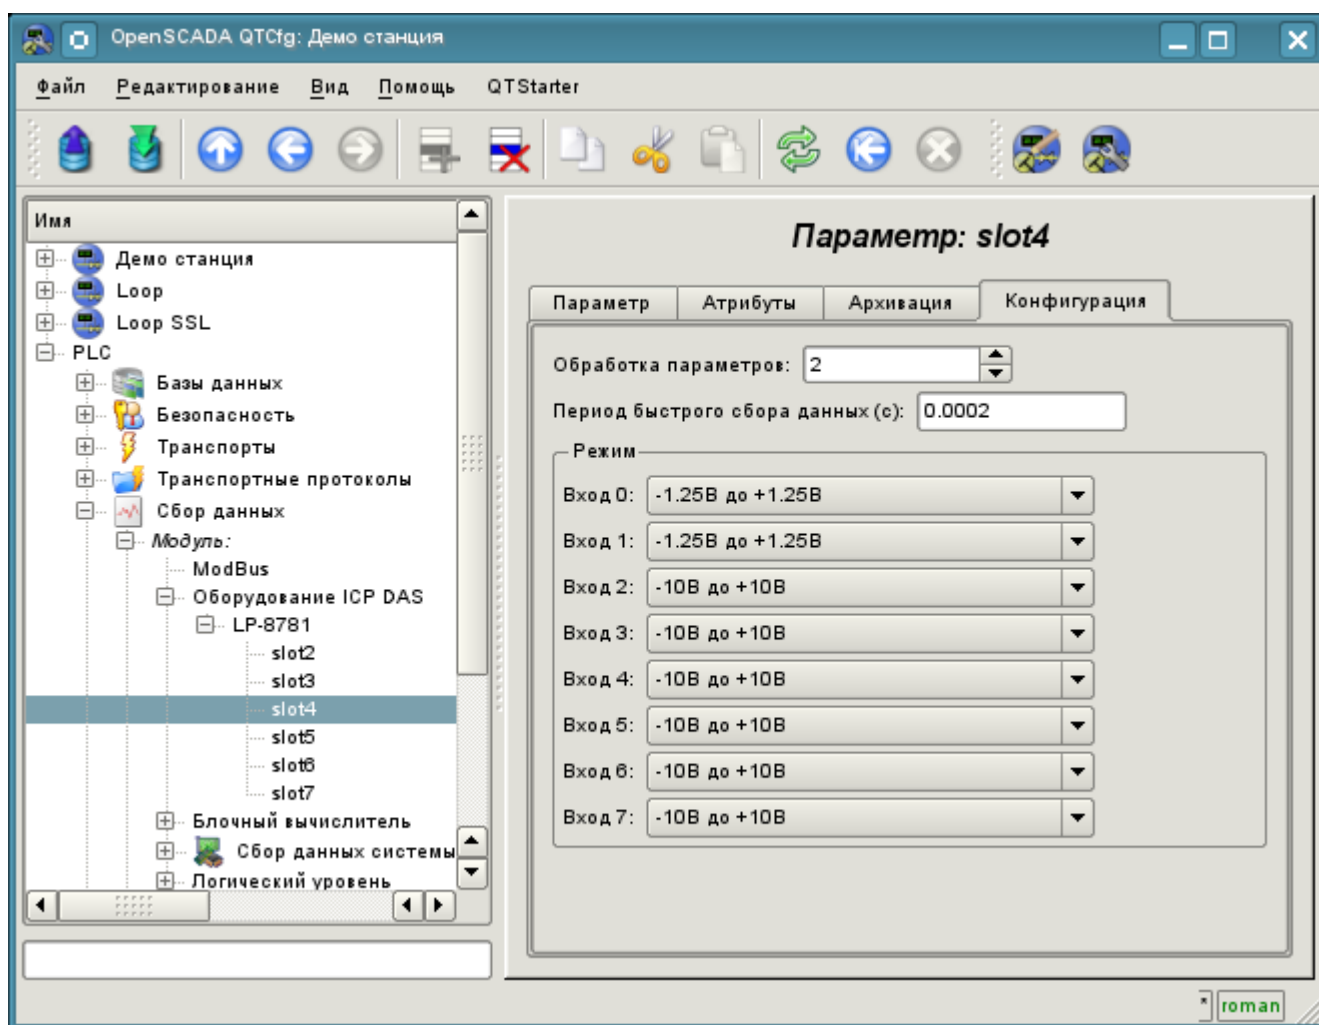 OpenSCADA QTCfg: Демо станция
Файл Редактирование Вид Помощь QTStarter
Имя
Демо станция
Loop
Loop SSL
PLC
Базы данных
Безопасность
Транспорты
Транспортные протоколы
Сбор данных
Модуль:
ModBus
Оборудование ICP DAS
LP-8781
slot2
slot3
slot4
slot5
slot6
slot7
Блочный вычислитель
Сбор данных системы
Логический уровень
Параметр: slot4
Параметр Атрибуты Архивация Конфигурация
Обработка параметров: 2
Период быстрого сбора данных (с): 0.0002
Режим
Вход 0: -1.25В до +1.25В
Вход 1: -1.25В до +1.25В
Вход 2: -10В до +10В
Вход 3: -10В до +10В
Вход 4: -10В до +10В
Вход 5: -10В до +10В
Вход 6: -10В до +10В
Вход 7: -10В до +10В
* roman